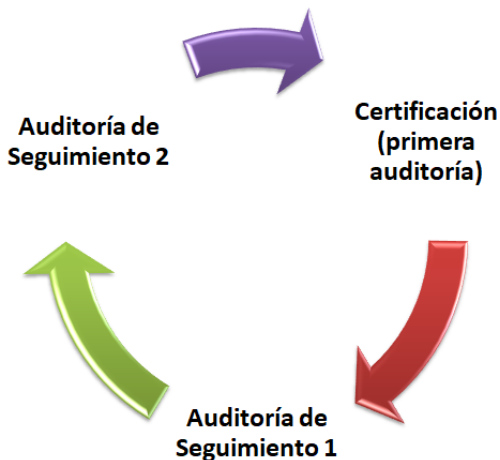 Certificación
(primera
auditoría)
Auditoría de
Seguimiento 1
Auditoría de
Seguimiento 2